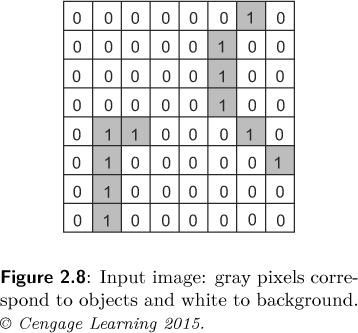 0 0 0 0 0 0 1 0
0 0 0 0 0 1 0 0
0 0 0 0 0 1 0 0
0 0 0 0 0 1 0 0
0 1 1 0 0 0 1 0
0 1 0 0 0 0 0 1
0 1 0 0 0 0 0 0
0 1 0 0 0 0 0 0
Figure 2.8: Input image: gray pixels corre-
spond to objects and white to background.
© Cengage Learning 2015.